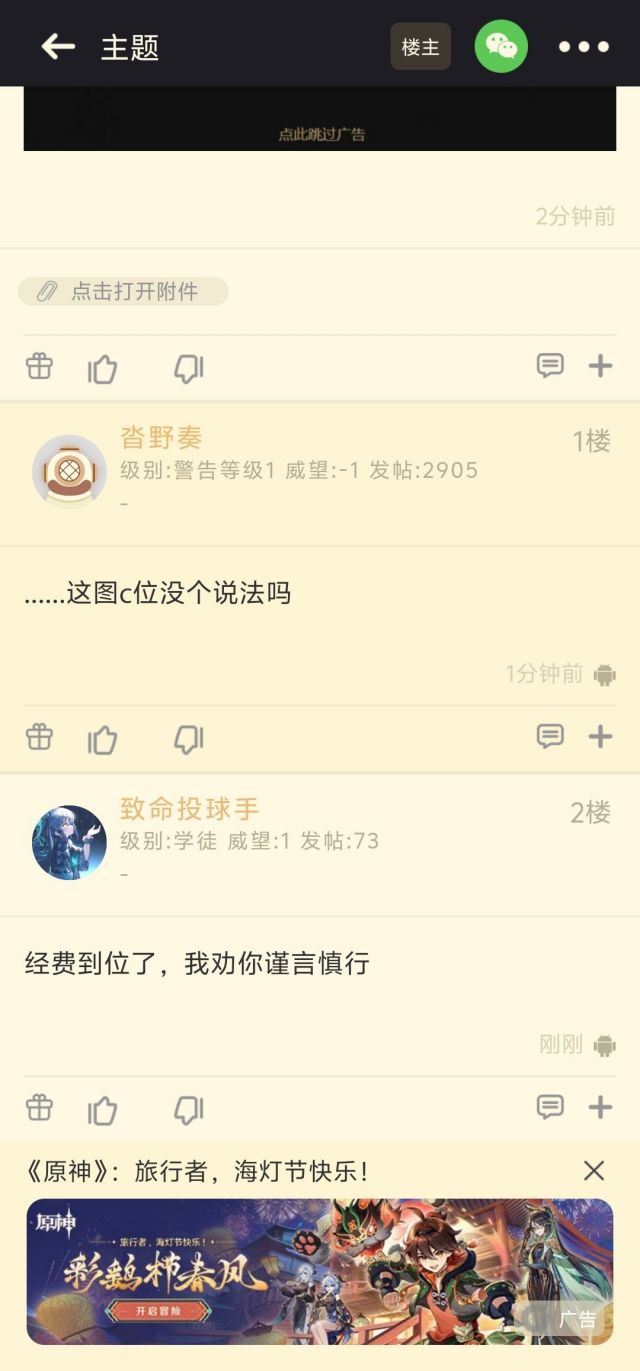 主题
楼主
点此跳过广告
2分钟前
点击打开附件
沓野奏
1楼
级别:警告等级1 威望:-1 发帖:2905
-
......这图c位没个说法吗
1分钟前
致命投球手
2楼
级别:学徒 威望:1 发帖:73
-
经费到位了，我劝你谨言慎行
刚刚
《原神》：旅行者，海灯节快乐！
原神
旅行者，海灯节快乐！
彩鹞栉春风
开启冒险
广告